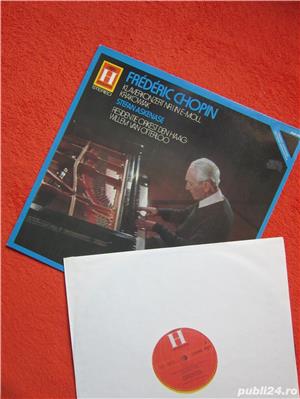 H
STEREO
FRÉDÉRIC CHOPIN
KLAVIERKONZERT NR.1 IN E-MOLL
KRAKOWIAK
STEFAN ASKENASE
RESIDENTIE ORKEST DEN HAAG
WILLEM VAN OTTERLOO
H
publi24.ro